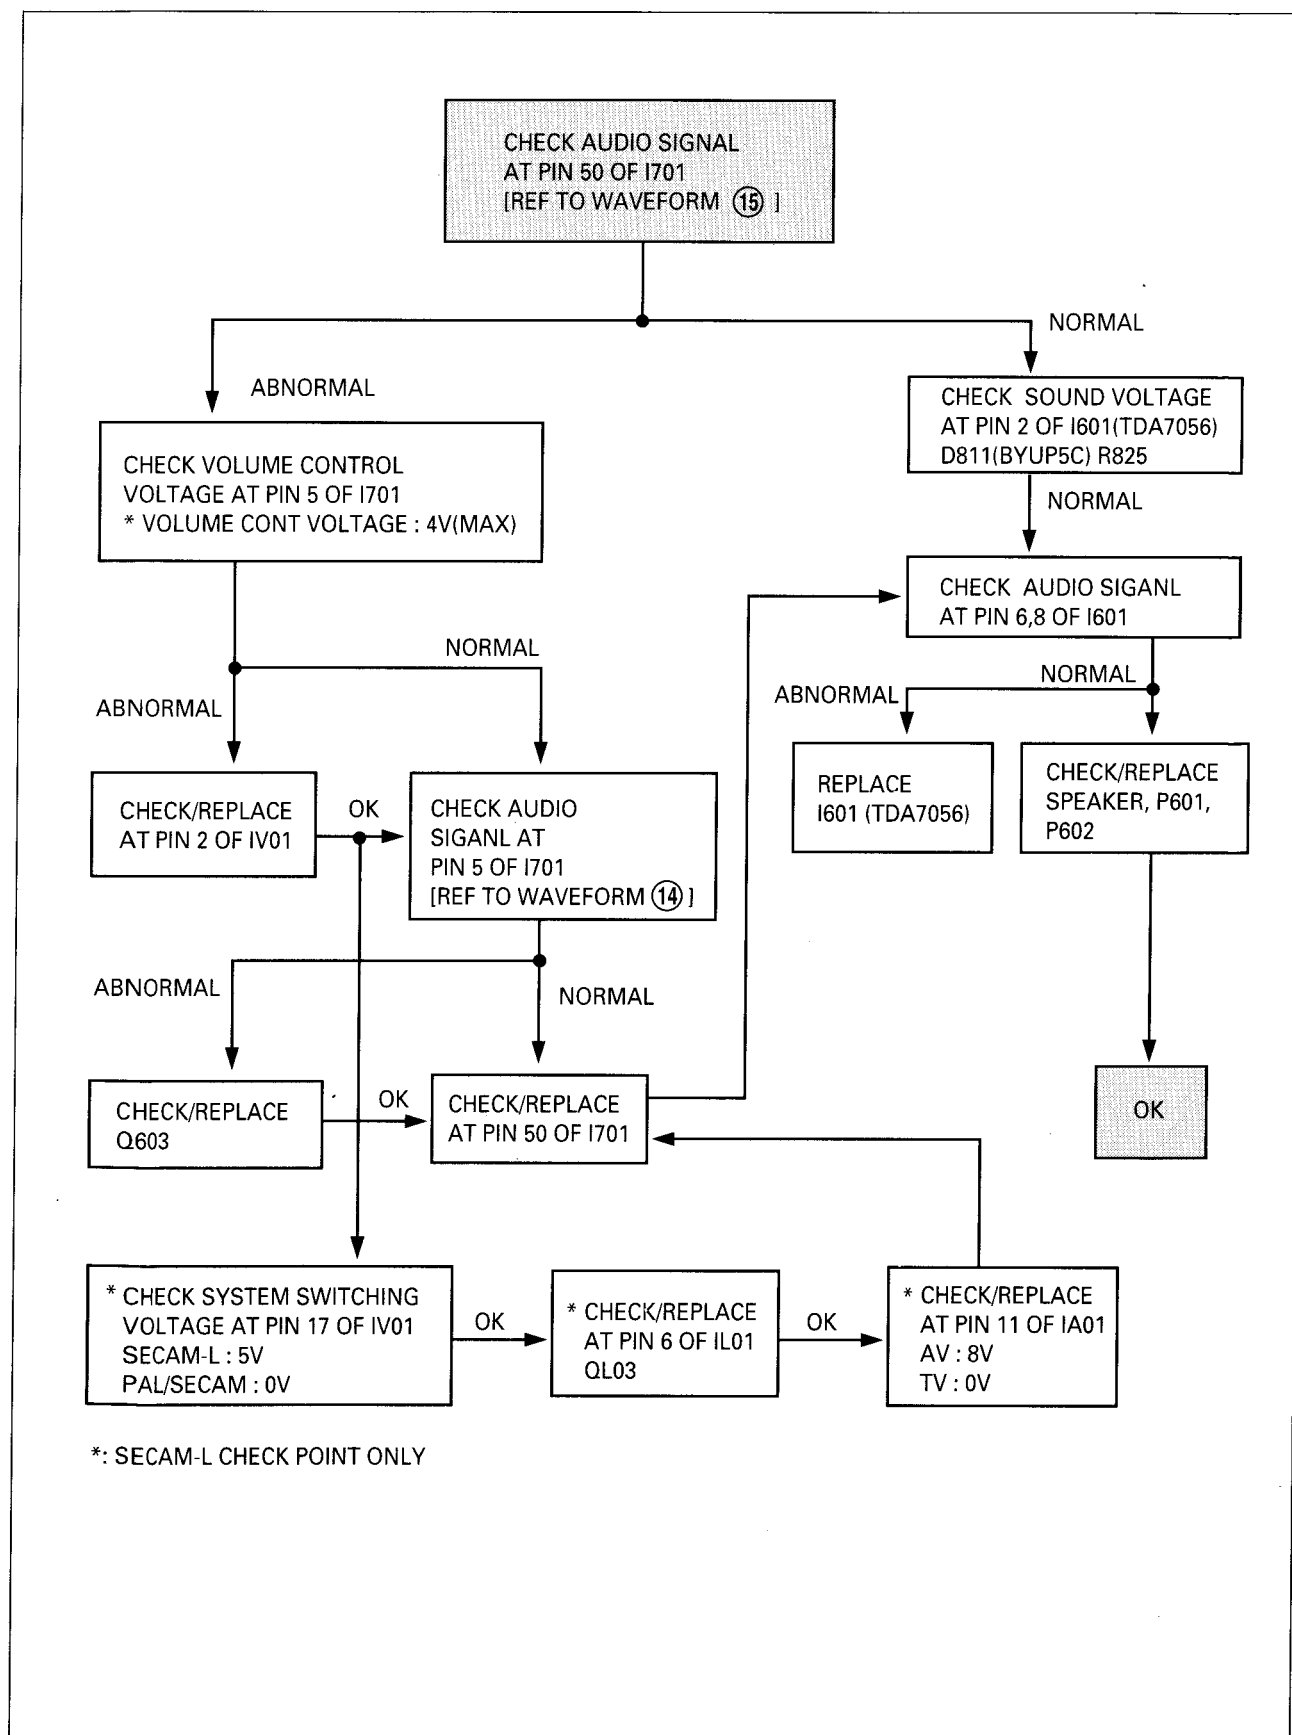 CHECK AUDIO SIGNAL
AT PIN 50 OF I701
[REF TO WAVEFORM 15 ]
NORMAL
ABNORMAL
CHECK SOUND VOLTAGE
AT PIN 2 OF I601(TDA7056)
D811(BYUP5C) R825
CHECK VOLUME CONTROL
VOLTAGE AT PIN 5 OF I701
* VOLUME CONT VOLTAGE : 4V(MAX)
NORMAL
CHECK AUDIO SIGANL
AT PIN 6,8 OF I601
NORMAL
ABNORMAL
NORMAL
ABNORMAL
CHECK/REPLACE
AT PIN 2 OF IV01
OK
CHECK AUDIO
SIGANL AT
PIN 5 OF I701
[REF TO WAVEFORM 14 ]
REPLACE
I601 (TDA7056)
CHECK/REPLACE
SPEAKER, P601,
P602
ABNORMAL
NORMAL
CHECK/REPLACE
Q603
OK
CHECK/REPLACE
AT PIN 50 OF I701
OK
* CHECK SYSTEM SWITCHING
VOLTAGE AT PIN 17 OF IV01
SECAM-L : 5V
PAL/SECAM : 0V
OK
* CHECK/REPLACE
AT PIN 6 OF IL01
QL03
OK
* CHECK/REPLACE
AT PIN 11 OF IA01
AV : 8V
TV : 0V
*: SECAM-L CHECK POINT ONLY